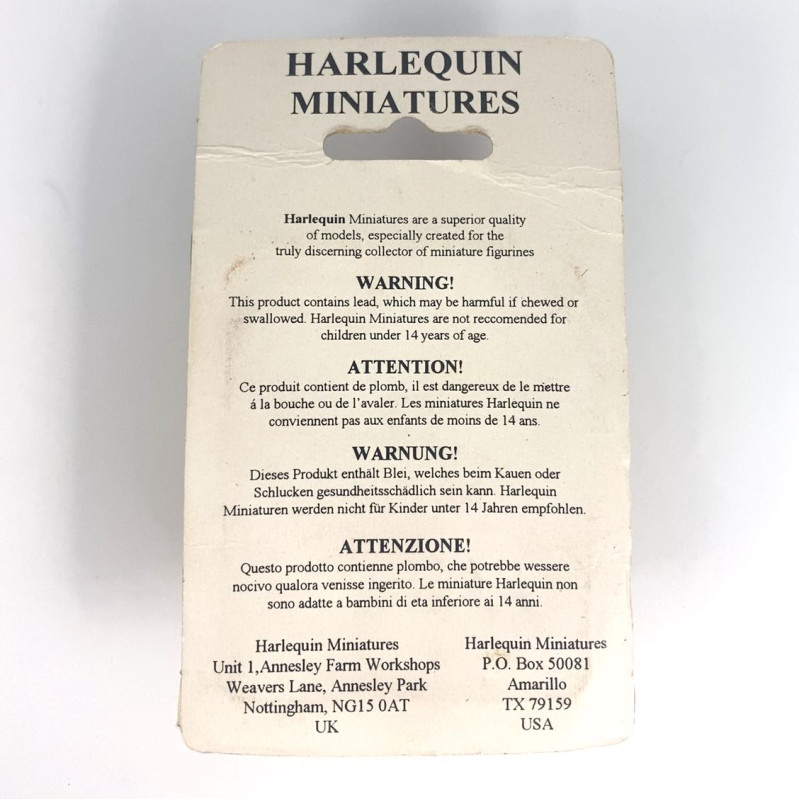 HARLEQUIN
MINIATURES
Harlequin Miniatures are a superior quality
of models, especially created for the
truly discerning collector of miniature figurines
WARNING!
This product contains lead, which may be harmful if chewed or
swallowed. Harlequin Miniatures are not reccomended for
children under 14 years of age.
ATTENTION!
Ce produit contient de plomb, il est dangereux de le mettre
á la bouche ou de l'avaler. Les miniatures Harlequin ne
conviennent pas aux enfants de moins de 14 ans.
WARNUNG!
Dieses Produkt enthält Blei, welches beim Kauen oder
Schlucken gesundheitsschädlich sein kann. Harlequin
Miniaturen werden nicht für Kinder unter 14 Jahren empfohlen.
ATTENZIONE!
Questo prodotto contienne plombo, che potrebbe wessere
nocivo qualora venisse ingerito. Le miniature Harlequin non
sono adatte a bambini di eta inferiore ai 14 anni.
Harlequin Miniatures
Unit 1,Annesley Farm Workshops
Weavers Lane, Annesley Park
Nottingham, NG15 0AT
UK
Harlequin Miniatures
P.O. Box 50081
Amarillo
TX 79159
USA